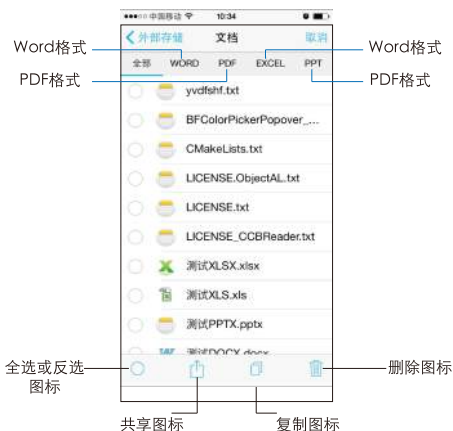 中国移动 10:34
外部存储 文档 取消
Word格式 Word格式
PDF格式 PDF格式
全部 WORD PDF EXCEL PPT
yvdfshf.txt
BFColorPickerPopover_...
CMakeLists.txt
LICENSE.ObjectAL.txt
LICENSE.txt
LICENSE_CCBReader.txt
测试XLSX.xlsx
测试XLS.xls
测试PPTX.pptx
测试DOCX.docx
全选或反选
图标
删除图标
共享图标 复制图标